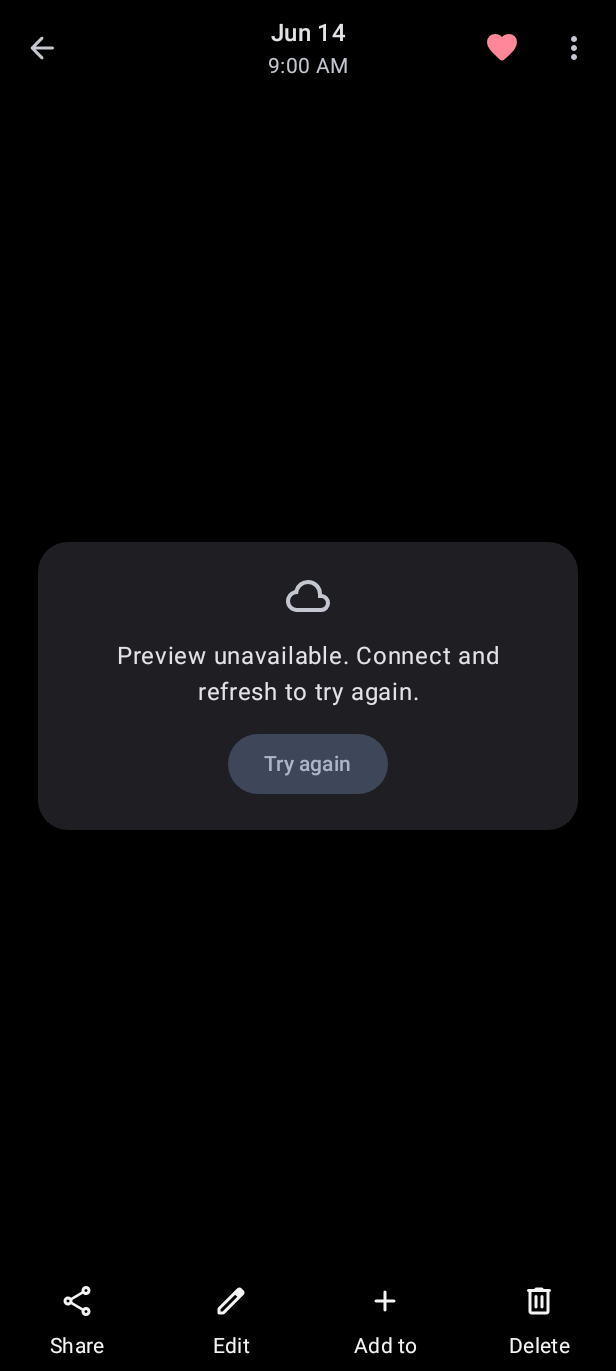 Jun 14
9:00 AM
Preview unavailable. Connect and
refresh to try again.
Try again
Share
Edit
Add to
Delete